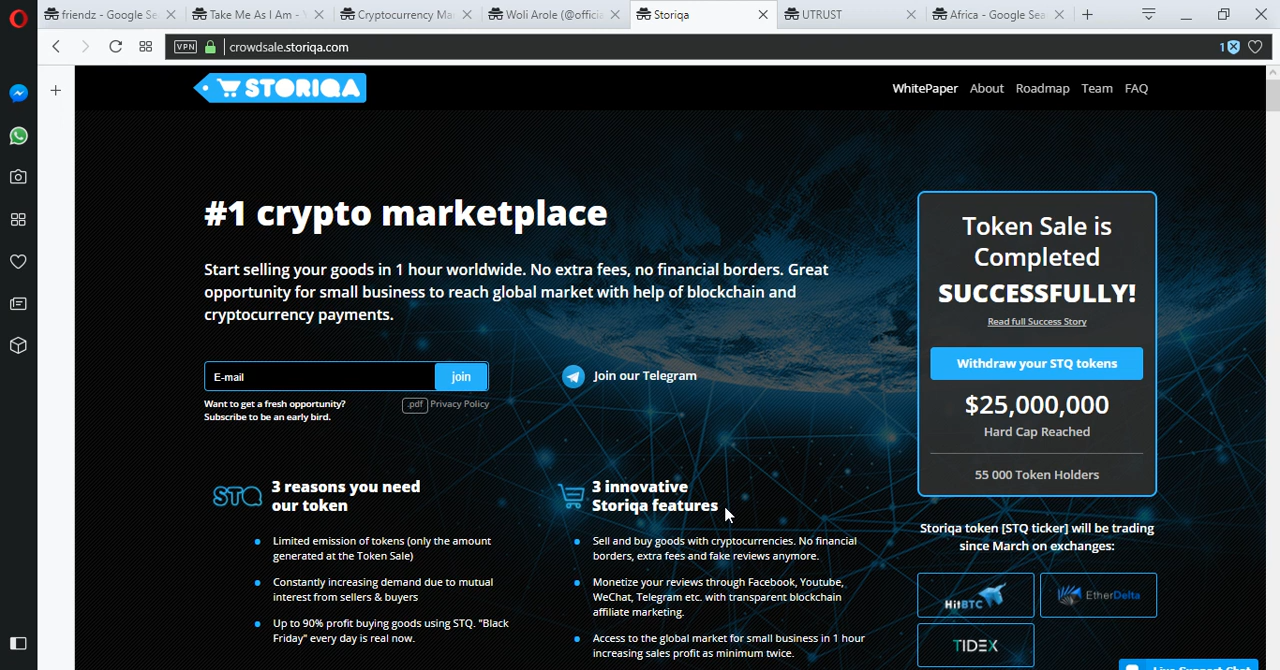 friendz - Google Se
Take Me As I Am -
Cryptocurrency Ma
Woli Arole (@officia
Storiqa
UTRUST
Africa - Google Sea
VPN
crowdsale.storiqa.com
1
STORIQA
WhitePaper About Roadmap Team FAQ
#1 crypto marketplace
Start selling your goods in 1 hour worldwide. No extra fees, no financial borders. Great
opportunity for small business to reach global market with help of blockchain and
cryptocurrency payments.
E-mail
join
Join our Telegram
Want to get a fresh opportunity?
Subscribe to be an early bird.
.pdf Privacy Policy
STQ
3 reasons you need
our token
Limited emission of tokens (only the amount
generated at the Token Sale)
Constantly increasing demand due to mutual
interest from sellers & buyers
Up to 90% profit buying goods using STQ. "Black
Friday" every day is real now.
3 innovative
Storiqa features
Sell and buy goods with cryptocurrencies. No financial
borders, extra fees and fake reviews anymore.
Monetize your reviews through Facebook, Youtube,
WeChat, Telegram etc. with transparent blockchain
affiliate marketing.
Access to the global market for small business in 1 hour
increasing sales profit as minimum twice.
Token Sale is
Completed
SUCCESSFULLY!
Read full Success Story
Withdraw your STQ tokens
$25,000,000
Hard Cap Reached
55 000 Token Holders
Storiqa token [STQ ticker] will be trading
since March on exchanges:
HitBTC
EtherDelta
TIDEX
Live Support Chat